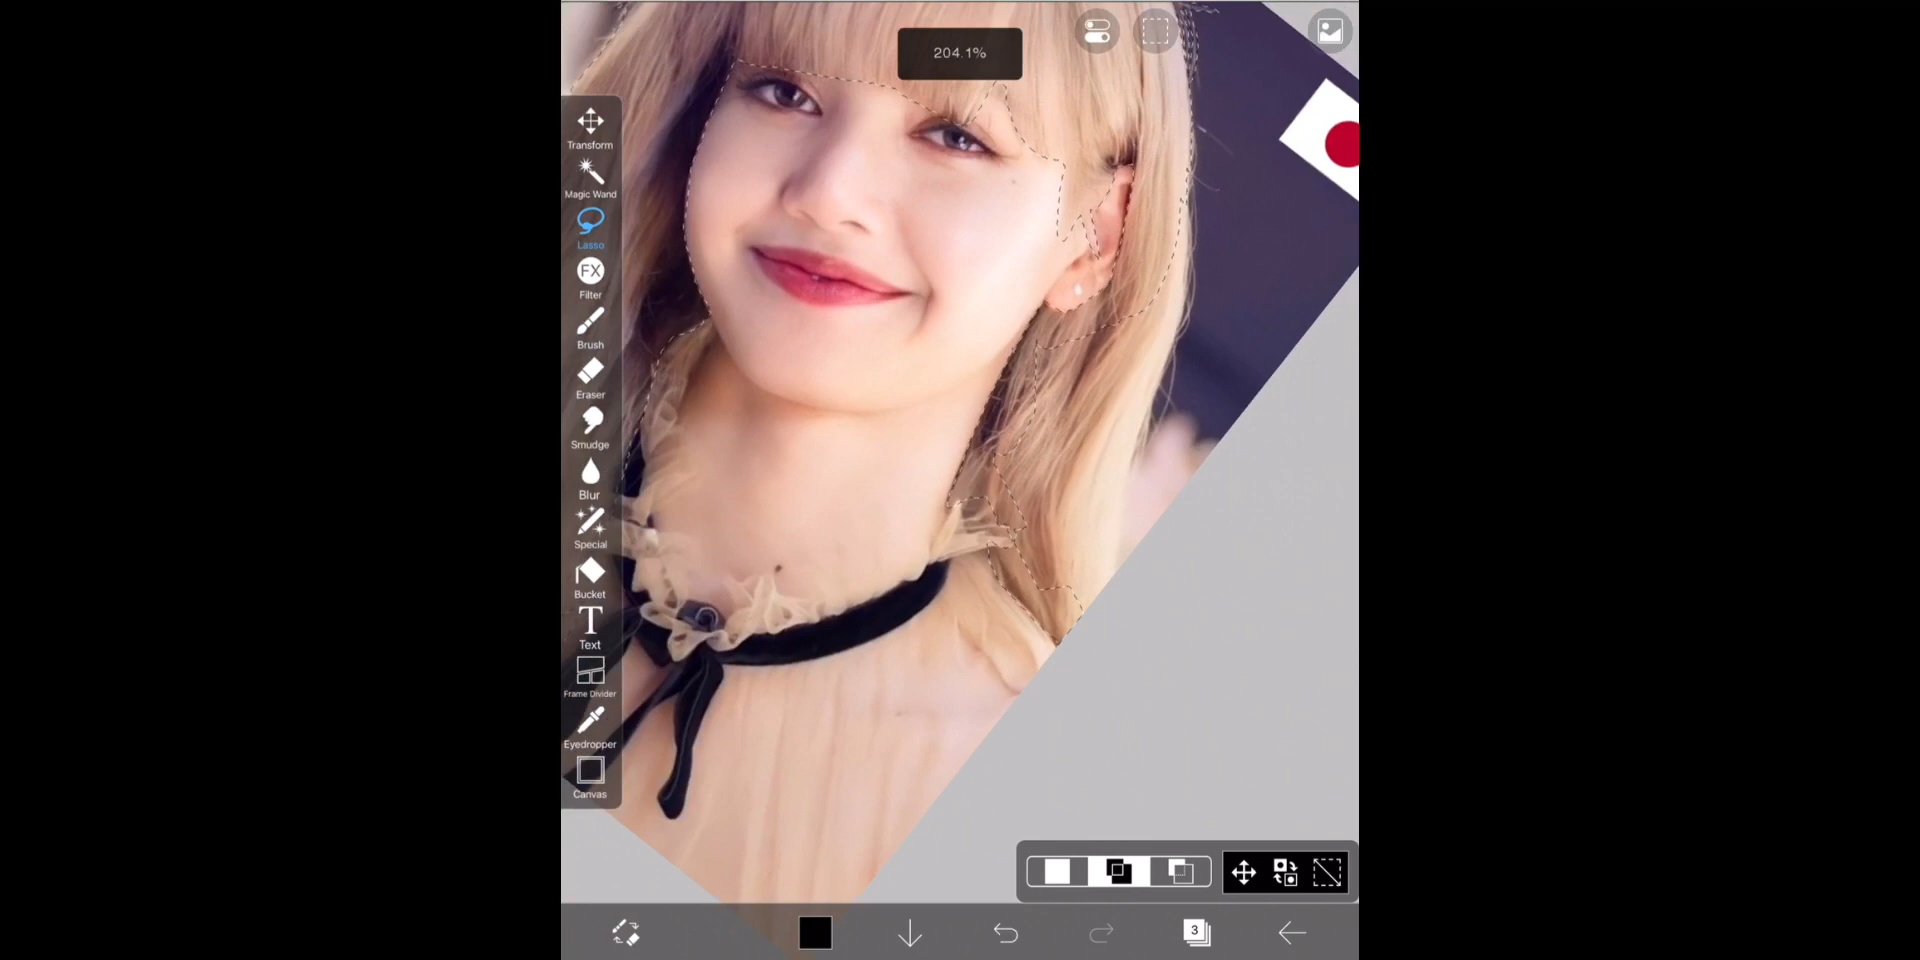 204.1%
Transform
Magic Wand
Lasso
FX
Filter
Brush
Eraser
Smudge
Blur
Special
Bucket
T
Text
Frame Divider
Eyedropper
Canvas
3